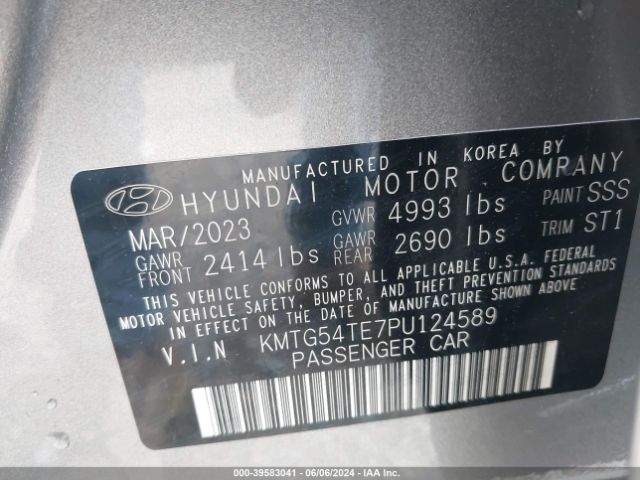 MANUFACTURED IN KOREA BY
HYUNDAI MOTOR COMPANY
MAR/2023 GVWR 4993 lbs PAINT SSS
GAWR FRONT 2414 lbs GAWR REAR 2690 lbs TRIM ST1
THIS VEHICLE CONFORMS TO ALL APPLICABLE U.S.A. FEDERAL
MOTOR VEHICLE SAFETY, BUMPER, AND THEFT PREVENTION STANDARDS
IN EFFECT ON THE DATE OF MANUFACTURE SHOWN ABOVE.
V.I.N KMTG54TE7PU124589
PASSENGER CAR
000-39583041 - 06/06/2024 - IAA Inc.